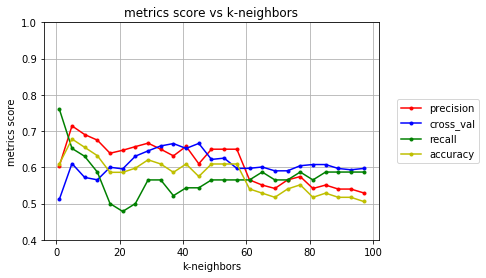 metrics score vs k-neighbors
1.0
0.9
0.8
0.7
0.6
0.5
0.4
metrics score
0 20 40 60 80 100
k-neighbors
precision
cross_val
recall
accuracy